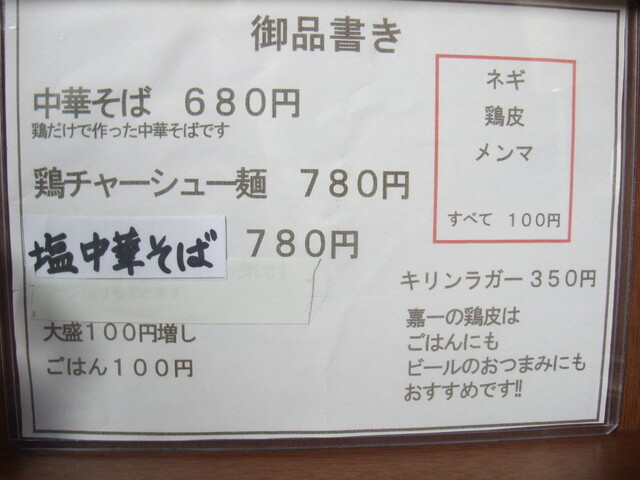 御品書き
中華そば 680円
鶏だけで作った中華そばです
鶏チャーシュー麺 780円
塩中華そば 780円
大盛100円増し
ごはん100円
ネギ
鶏皮
メンマ
すべて 100円
キリンラガー350円
嘉一の鶏皮は
ごはんにも
ビールのおつまみにも
おすすめです!!